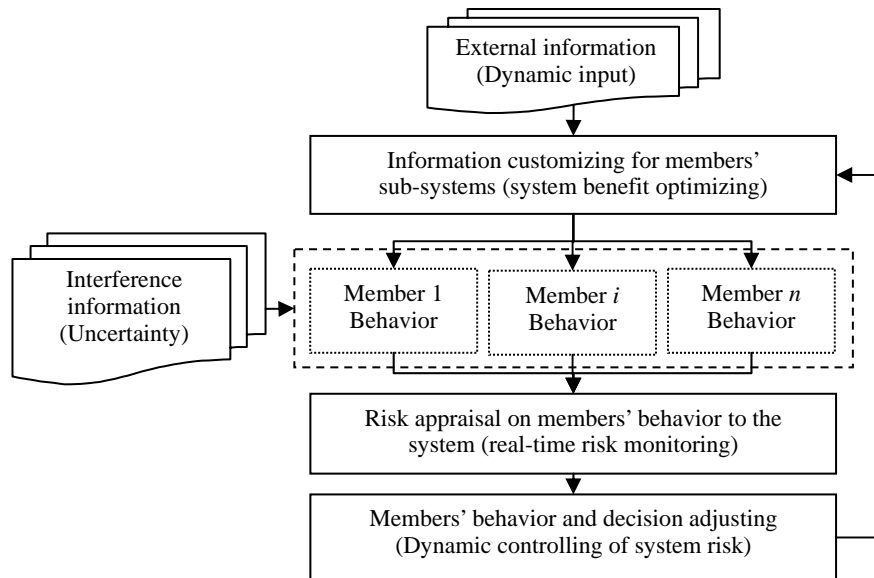 External information
(Dynamic input)
Information customizing for members’
sub-systems (system benefit optimizing)
Interference
information
(Uncertainty)
Member 1
Behavior
Member i
Behavior
Member n
Behavior
Risk appraisal on members’ behavior to the
system (real-time risk monitoring)
Members’ behavior and decision adjusting
(Dynamic controlling of system risk)